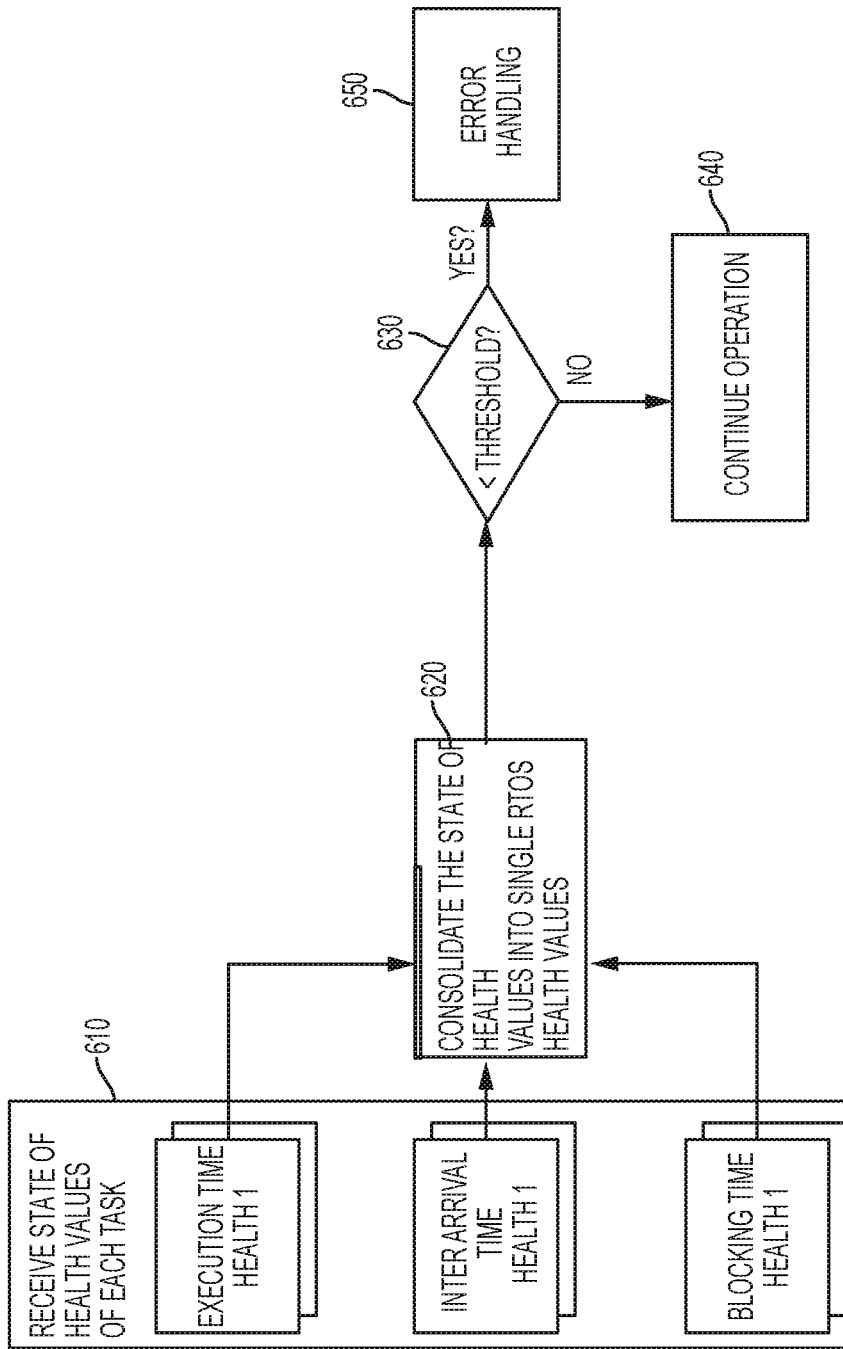 610
RECEIVE STATE OF
HEALTH VALUES
OF EACH TASK
EXECUTION TIME
HEALTH 1
INTER ARRIVAL
TIME
HEALTH 1
BLOCKING TIME
HEALTH 1
620
CONSOLIDATE THE STATE OF
HEALTH
VALUES INTO SINGLE RTOS
HEALTH VALUES
630
< THRESHOLD?
YES?
NO
650
ERROR
HANDLING
640
CONTINUE OPERATION